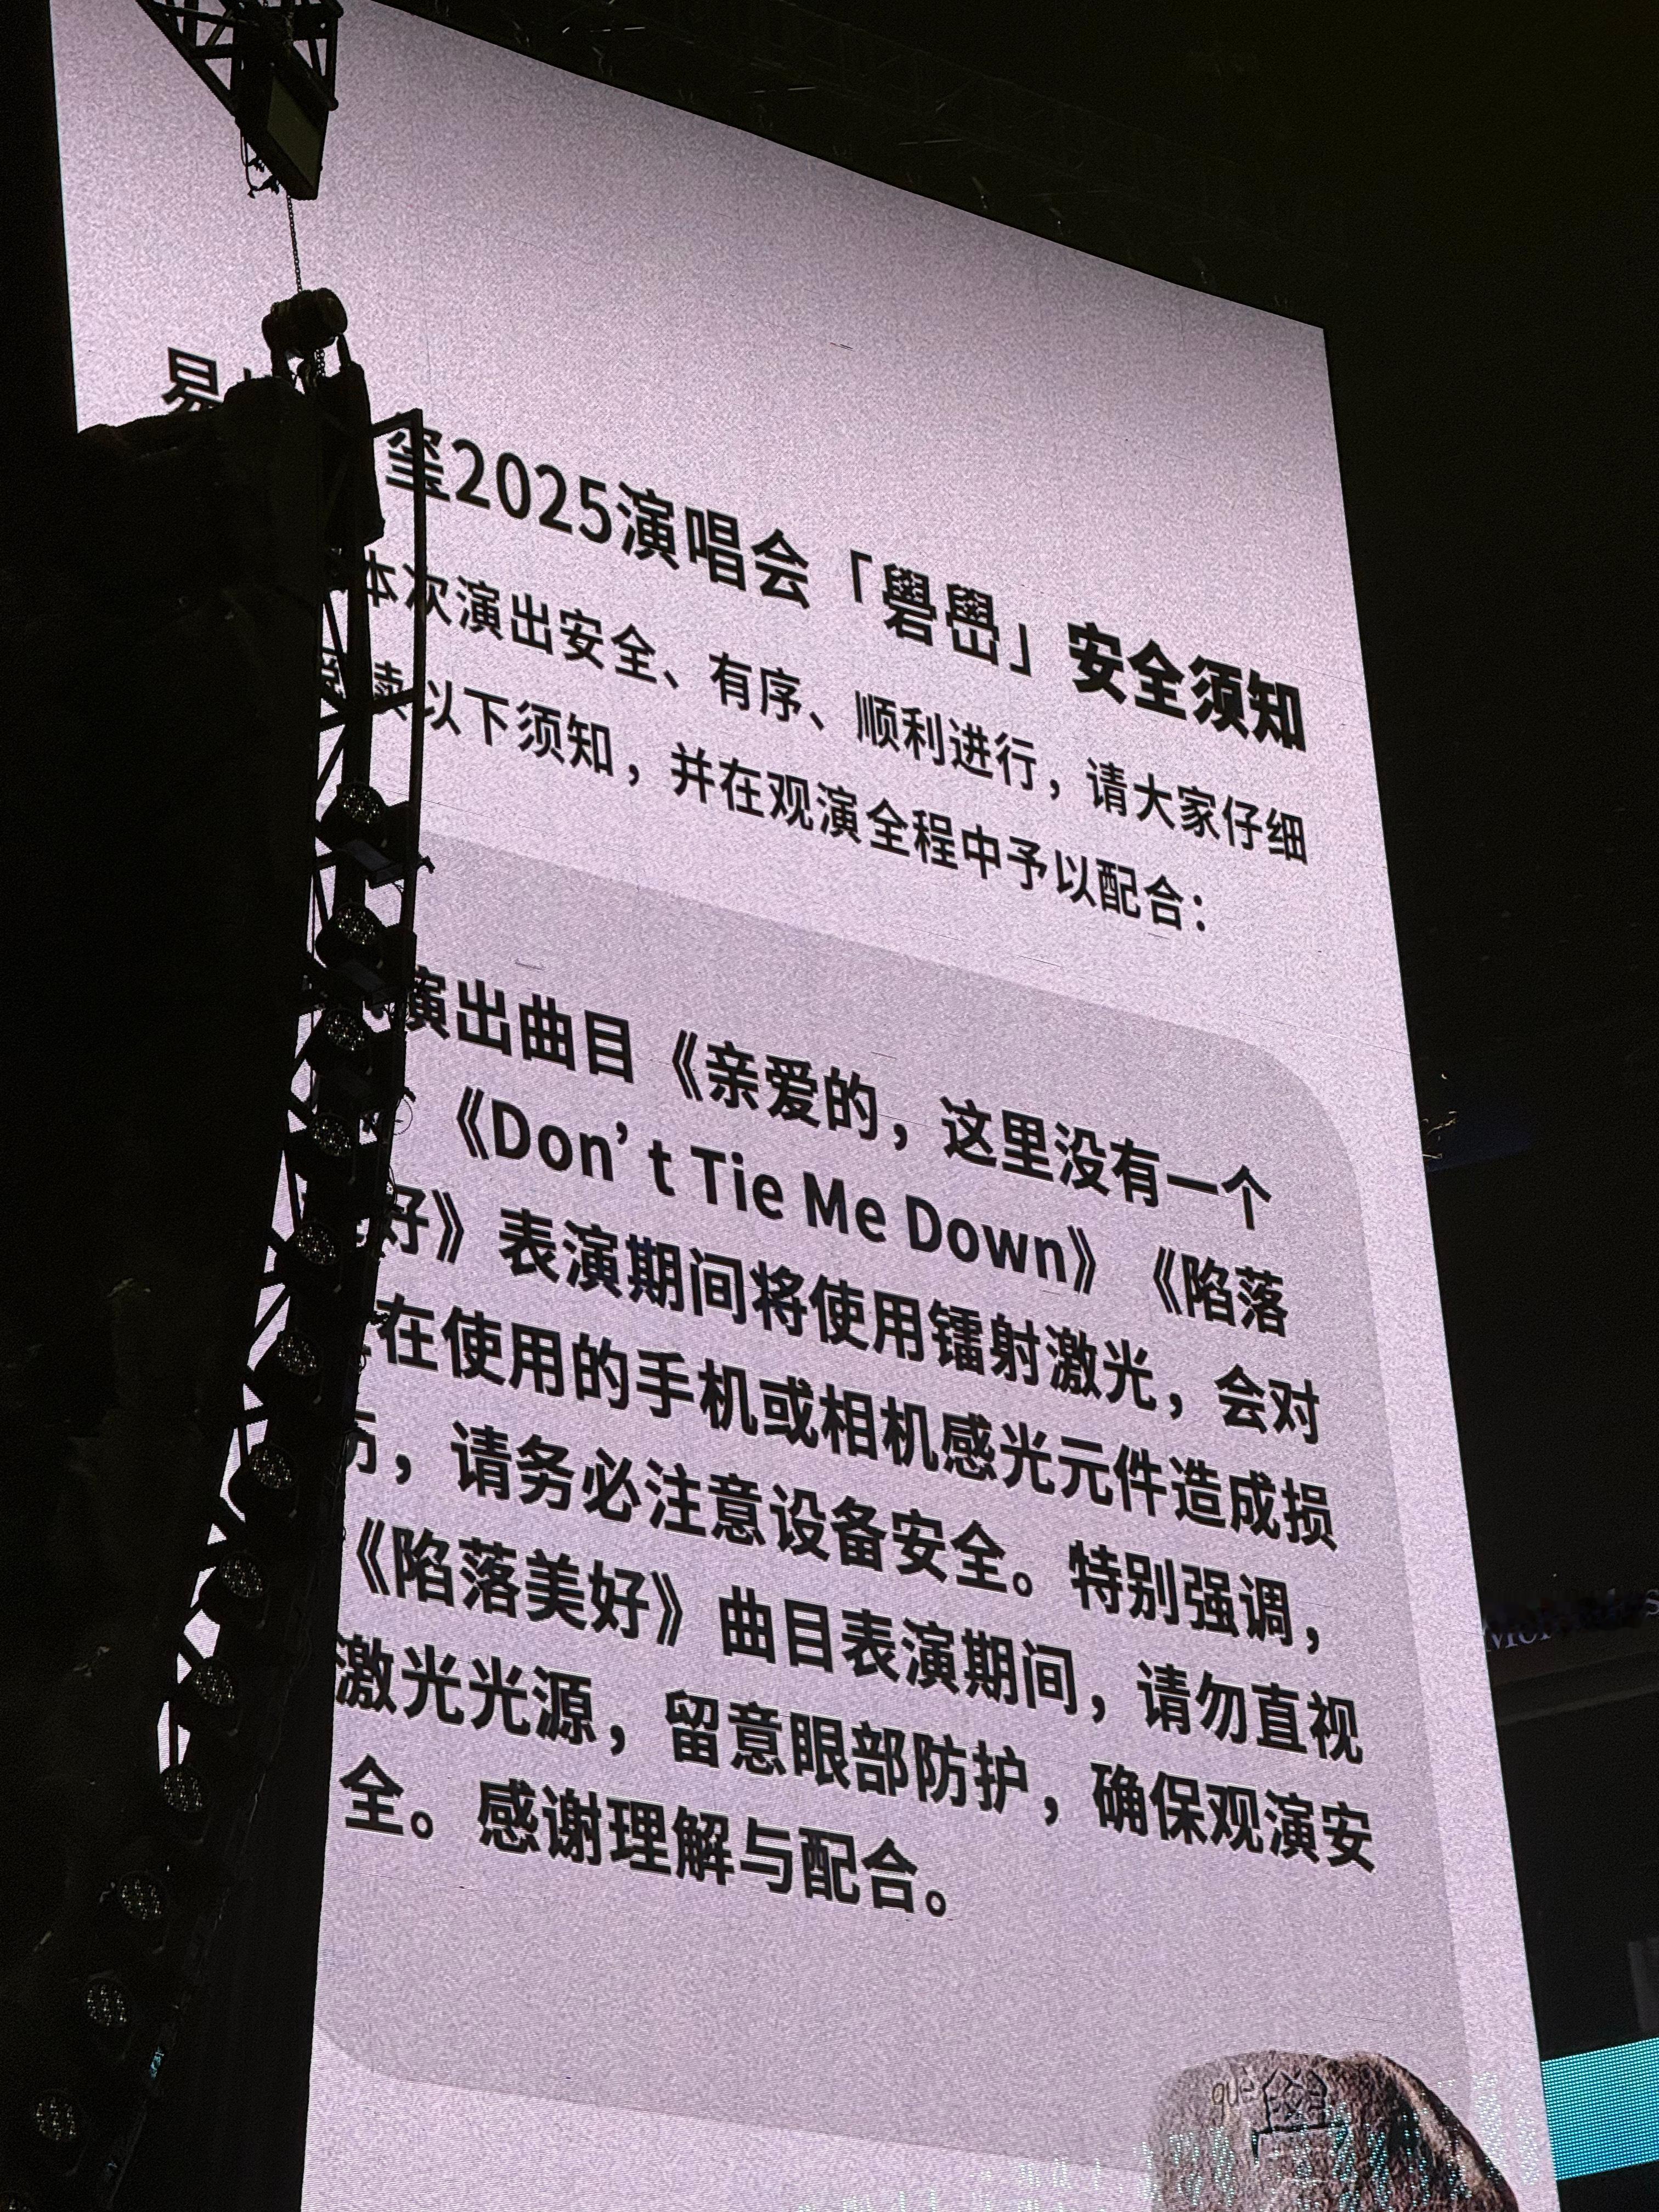 易
玺2025演唱会「礐嶨」安全须知
本次演出安全、有序、顺利进行，请大家仔细
阅读以下须知，并在观演全程中予以配合：
演出曲目《亲爱的，这里没有一个
《Don't Tie Me Down》《陷落
好》表演期间将使用镭射激光，会对
在使用的手机或相机感光元件造成损
伤，请务必注意设备安全。特别强调，
《陷落美好》曲目表演期间，请勿直视
激光光源，留意眼部防护，确保观演安
全。感谢理解与配合。
que